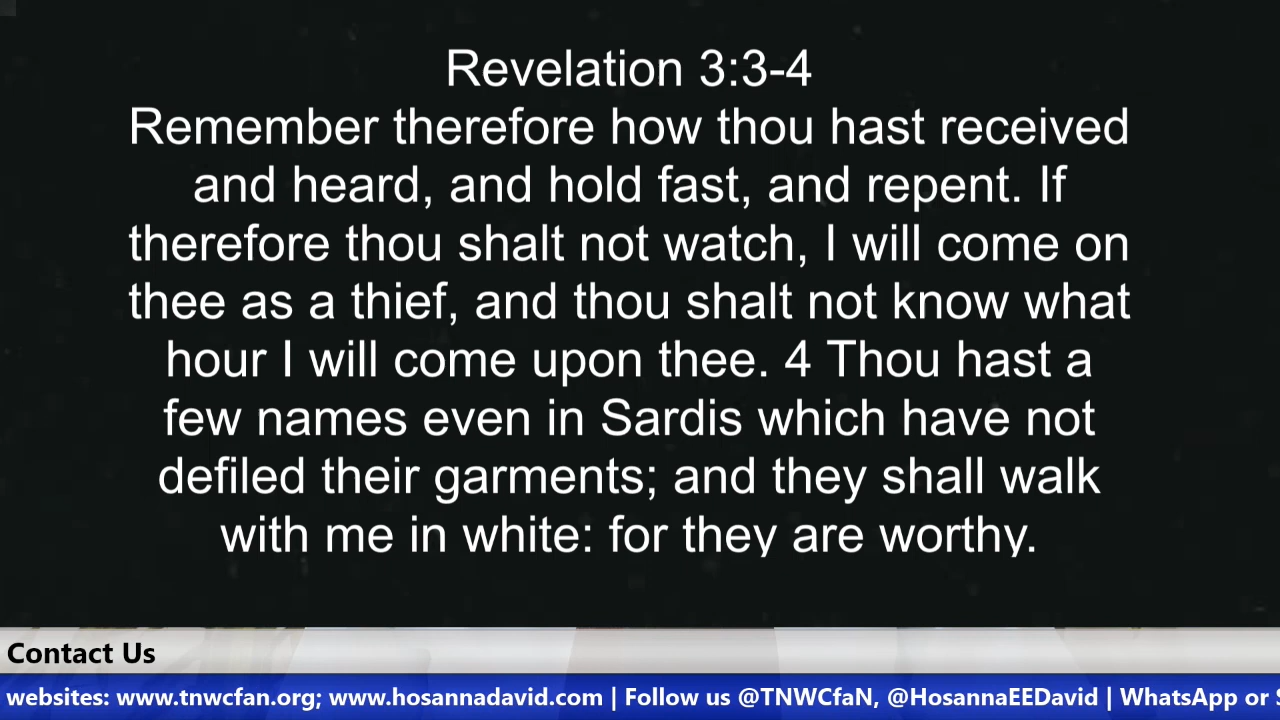 Revelation 3:3-4
Remember therefore how thou hast received
and heard, and hold fast, and repent. If
therefore thou shalt not watch, I will come on
thee as a thief, and thou shalt not know what
hour I will come upon thee. 4 Thou hast a
few names even in Sardis which have not
defiled their garments; and they shall walk
with me in white: for they are worthy.
Contact Us
websites: www.tnwcfan.org; www.hosannadavid.com | Follow us @TNWCfaN, @HosannaEEDavid | WhatsApp or